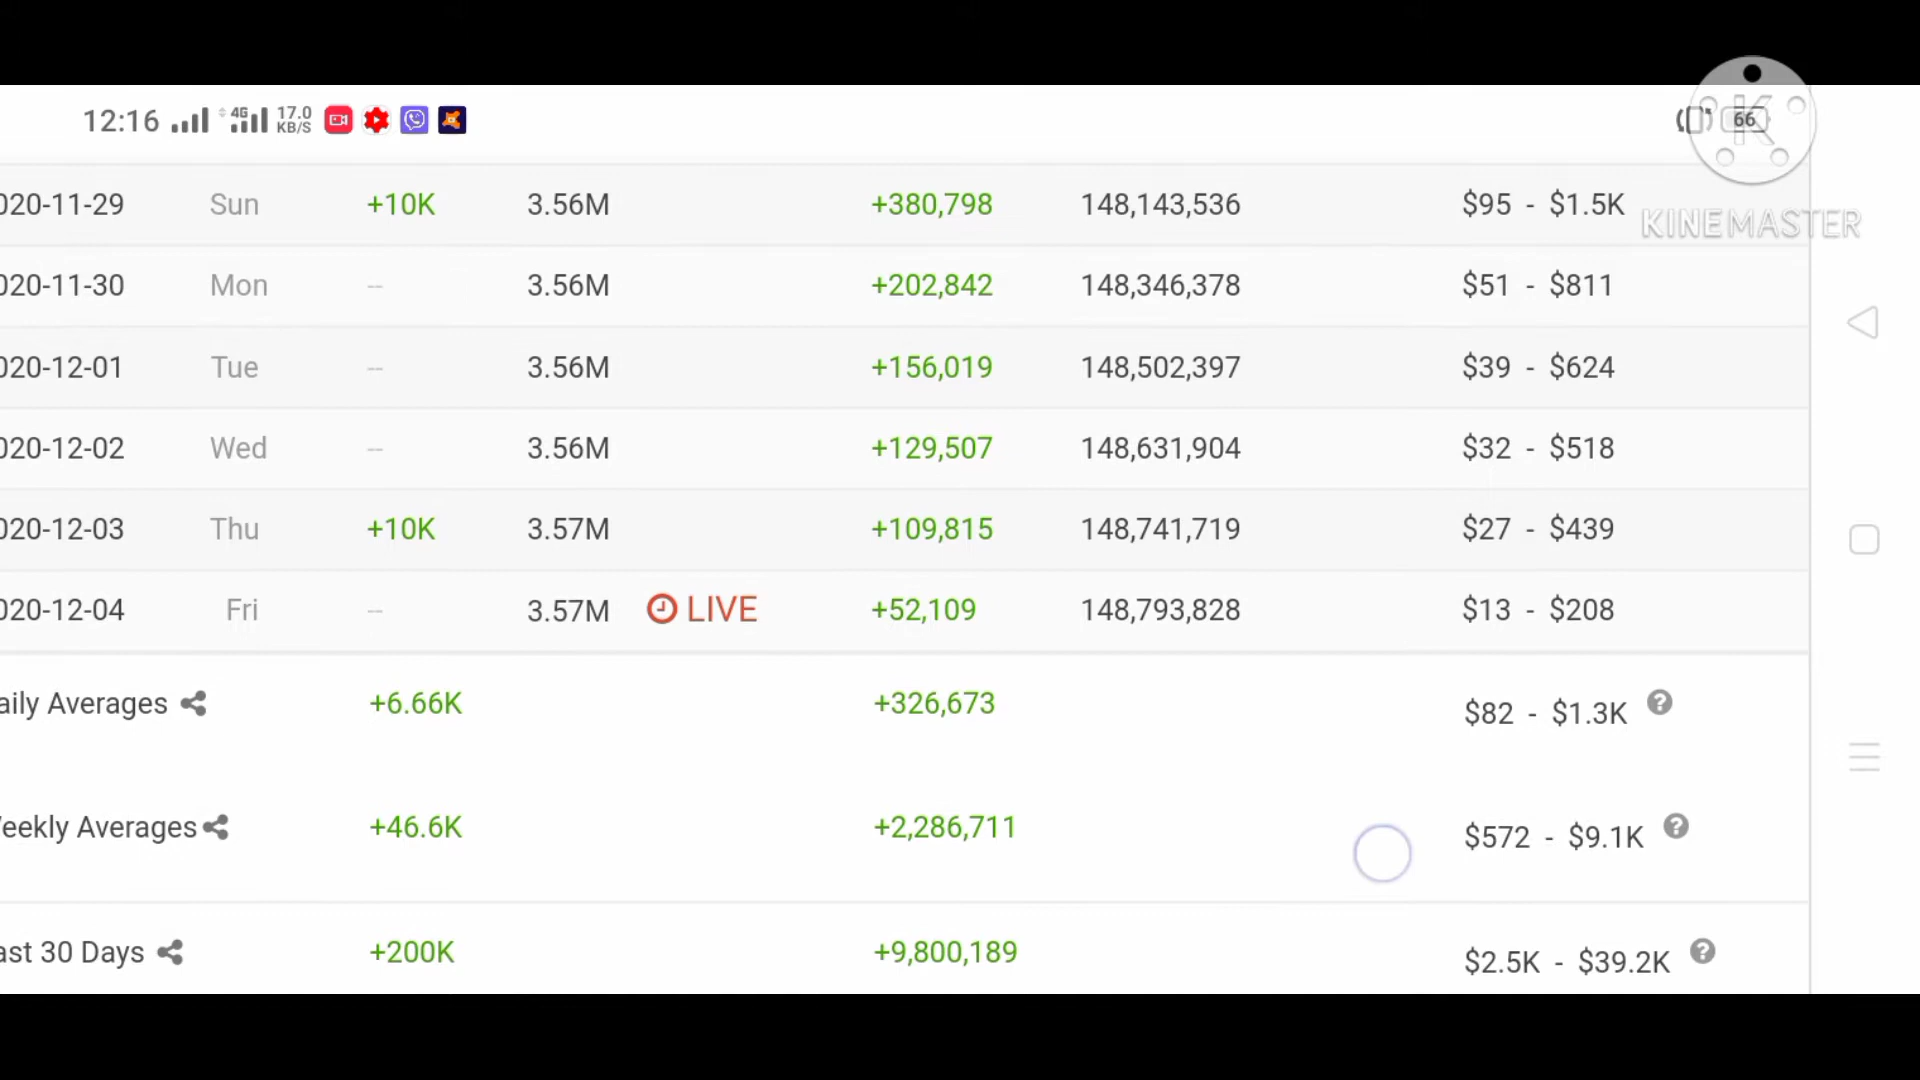 12:16 4G 17.0 KB/S 66
020-11-29 Sun +10K 3.56M +380,798 148,143,536 $95 - $1.5K
KINEMASTER
020-11-30 Mon -- 3.56M +202,842 148,346,378 $51 - $811
020-12-01 Tue -- 3.56M +156,019 148,502,397 $39 - $624
020-12-02 Wed -- 3.56M +129,507 148,631,904 $32 - $518
020-12-03 Thu +10K 3.57M +109,815 148,741,719 $27 - $439
020-12-04 Fri -- 3.57M LIVE +52,109 148,793,828 $13 - $208
aily Averages +6.66K +326,673 $82 - $1.3K ?
eekly Averages +46.6K +2,286,711 $572 - $9.1K ?
ast 30 Days +200K +9,800,189 $2.5K - $39.2K ?